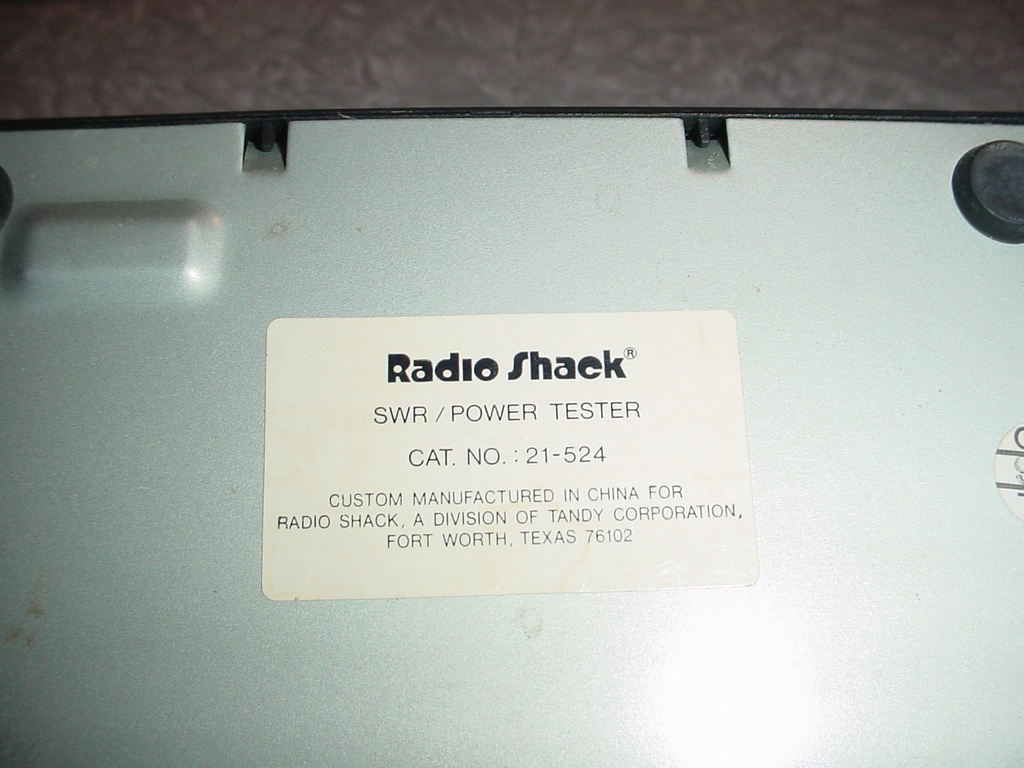 Radio Shack®
SWR / POWER TESTER
CAT. NO. : 21-524
CUSTOM MANUFACTURED IN CHINA FOR
RADIO SHACK, A DIVISION OF TANDY CORPORATION,
FORT WORTH, TEXAS 76102